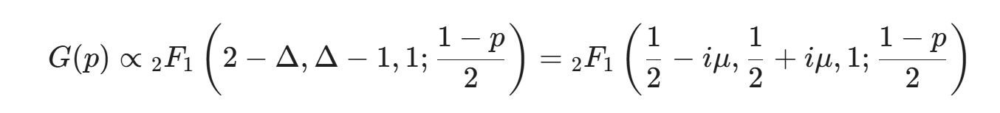 G(p) ∝ ₂F₁(2 − Δ, Δ − 1, 1; (1 − p)/2) = ₂F₁(1/2 − iμ, 1/2 + iμ, 1; (1 − p)/2)